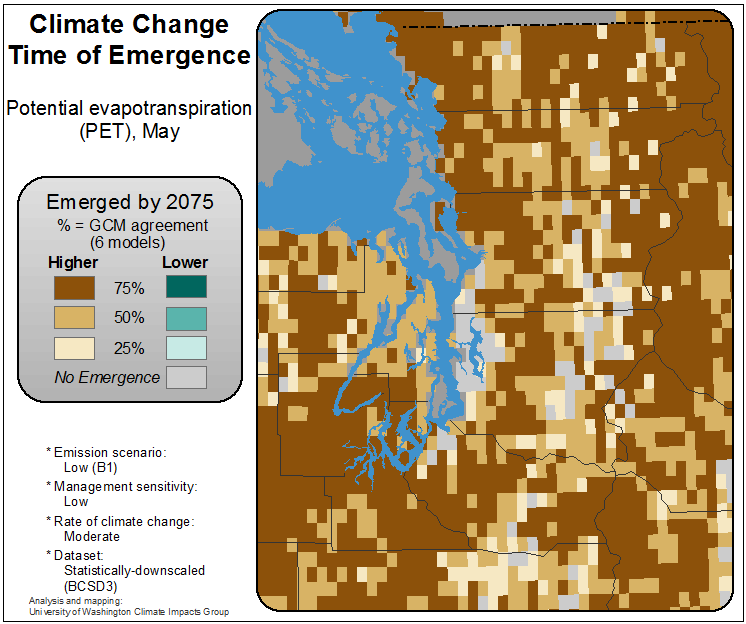 Climate Change
Time of Emergence
Potential evapotranspiration
(PET), May
Emerged by 2075
% = GCM agreement
(6 models)
Higher Lower
75%
50%
25%
No Emergence
* Emission scenario:
Low (B1)
* Management sensitivity:
Low
* Rate of climate change:
Moderate
* Dataset:
Statistically-downscaled
(BCSD3)
Analysis and mapping:
University of Washington Climate Impacts Group